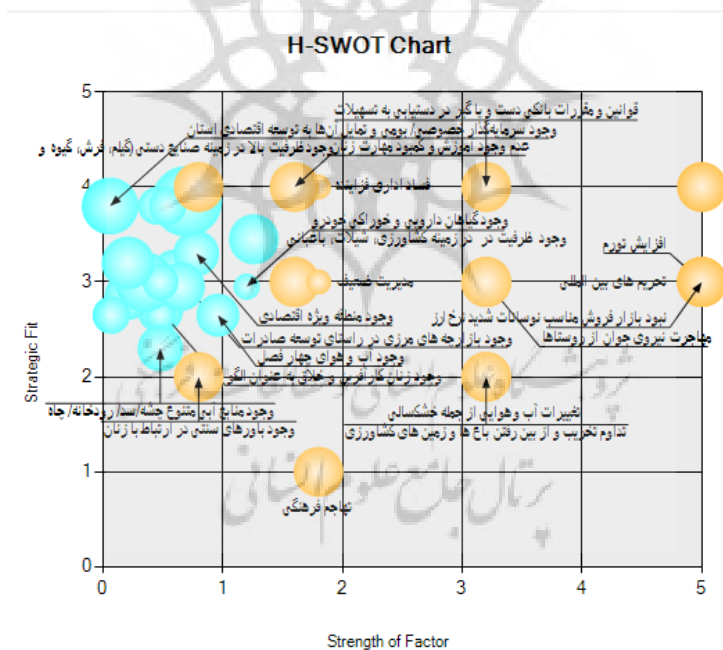 H-SWOT Chart
5
4
3
2
1
0
0
1
2
3
4
5
Strategic Fit
Strength of Factor
قوانین و مقررات بانکی دست و پا گیر در دستیابی به تسهیلات
وجود سرمایه‌گذار خصوصی/ بومی و تمایل آن‌ها به توسعه اقتصادی استان
عدم وجود آموزش و کمبود مهارت زنان
وجود ظرفیت بالا در زمینه صنایع دستی (گلیم، فرش، گیوه و
فساد اداری فزاینده
وجود گیاهان دارویی و خوراکی خودرو
وجود ظرفیت در در زمینه کشاورزی، شیلات، باغبانی
افزایش تورم
مدیریت ضعیف
تحریم های بین المللی
وجود منطقه ویژه اقتصادی
نبود بازار فروش مناسب نوسانات شدید نرخ ارز
وجود بازارچه های مرزی در راستای توسعه صادرات
مهاجرت نیروی جوان از روستاها
وجود آب و هوای چهار فصل
وجود زنان کارآفرین و خلاق به عنوان الگو
وجود منابع آبی متنوع چشه/سد/ رودخانه/ چاه
وجود باورهای سنتی در ارتباط با زنان
تغییرات آب و هوایی از جمله خشکسالی
تداوم تخریب و از بین رفتن باغ ها و زمین های کشاورزی
تهاجم فرهنگی
پرتال جامع علوم انسانی